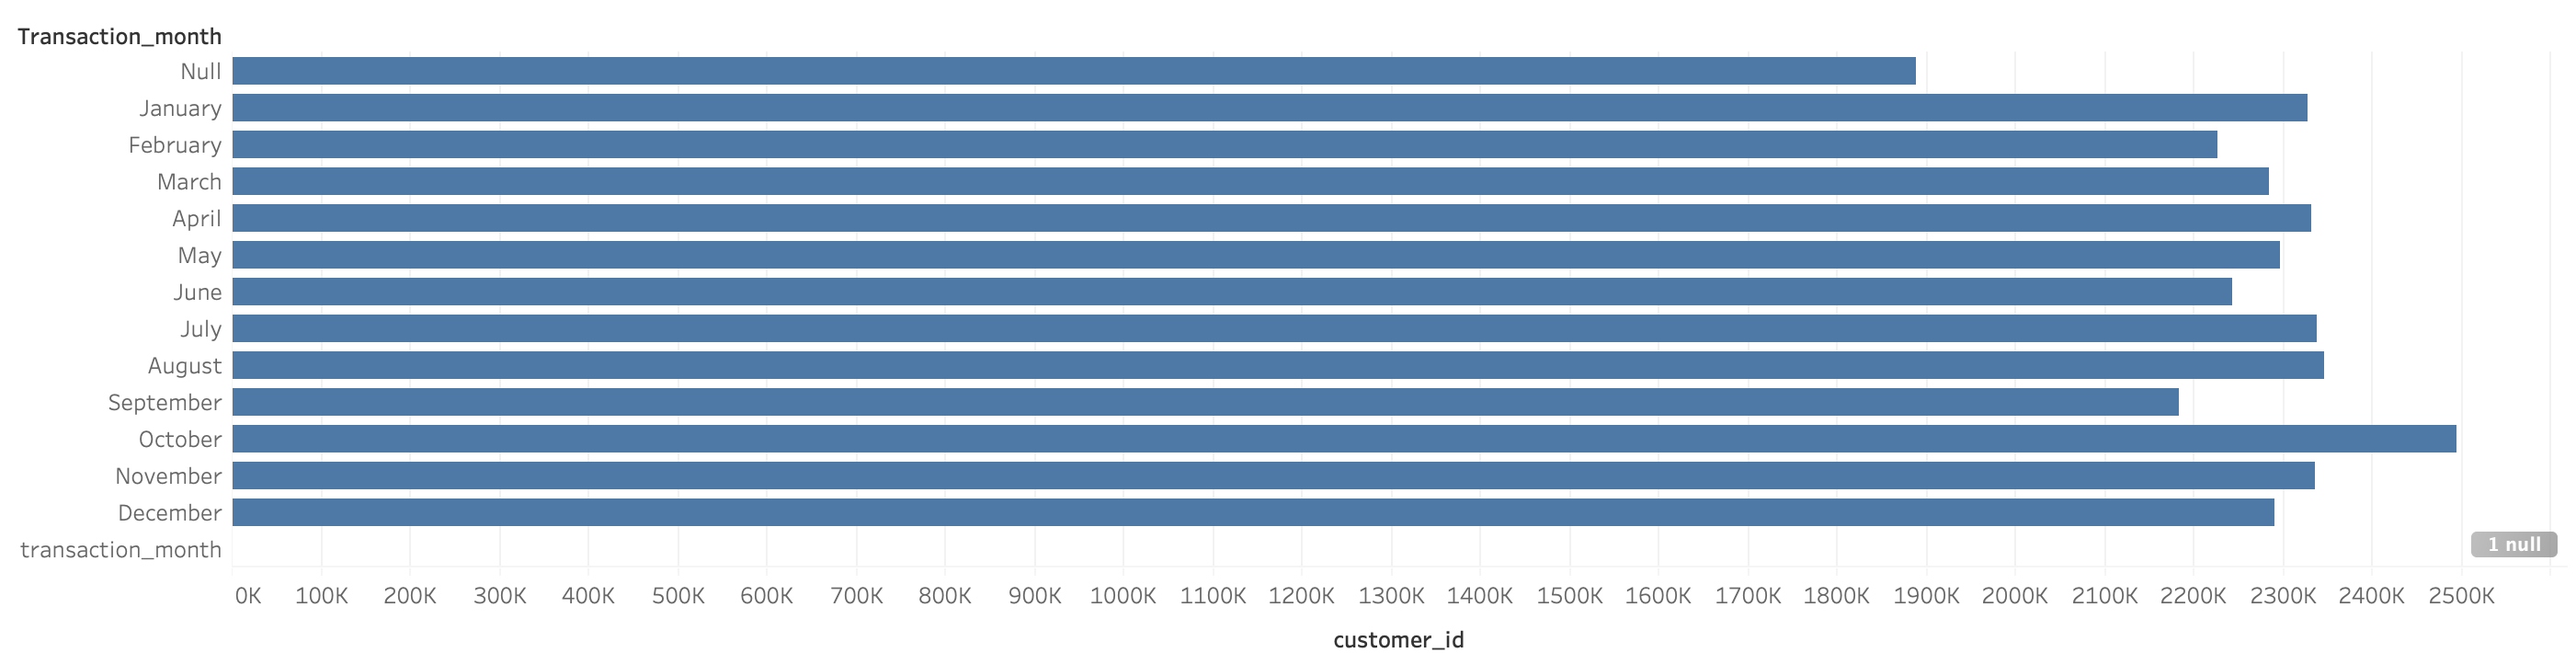 Transaction_month
Null
January
February
March
April
May
June
July
August
September
October
November
December
transaction_month
1 null
0K 100K 200K 300K 400K 500K 600K 700K 800K 900K 1000K 1100K 1200K 1300K 1400K 1500K 1600K 1700K 1800K 1900K 2000K 2100K 2200K 2300K 2400K 2500K
customer_id